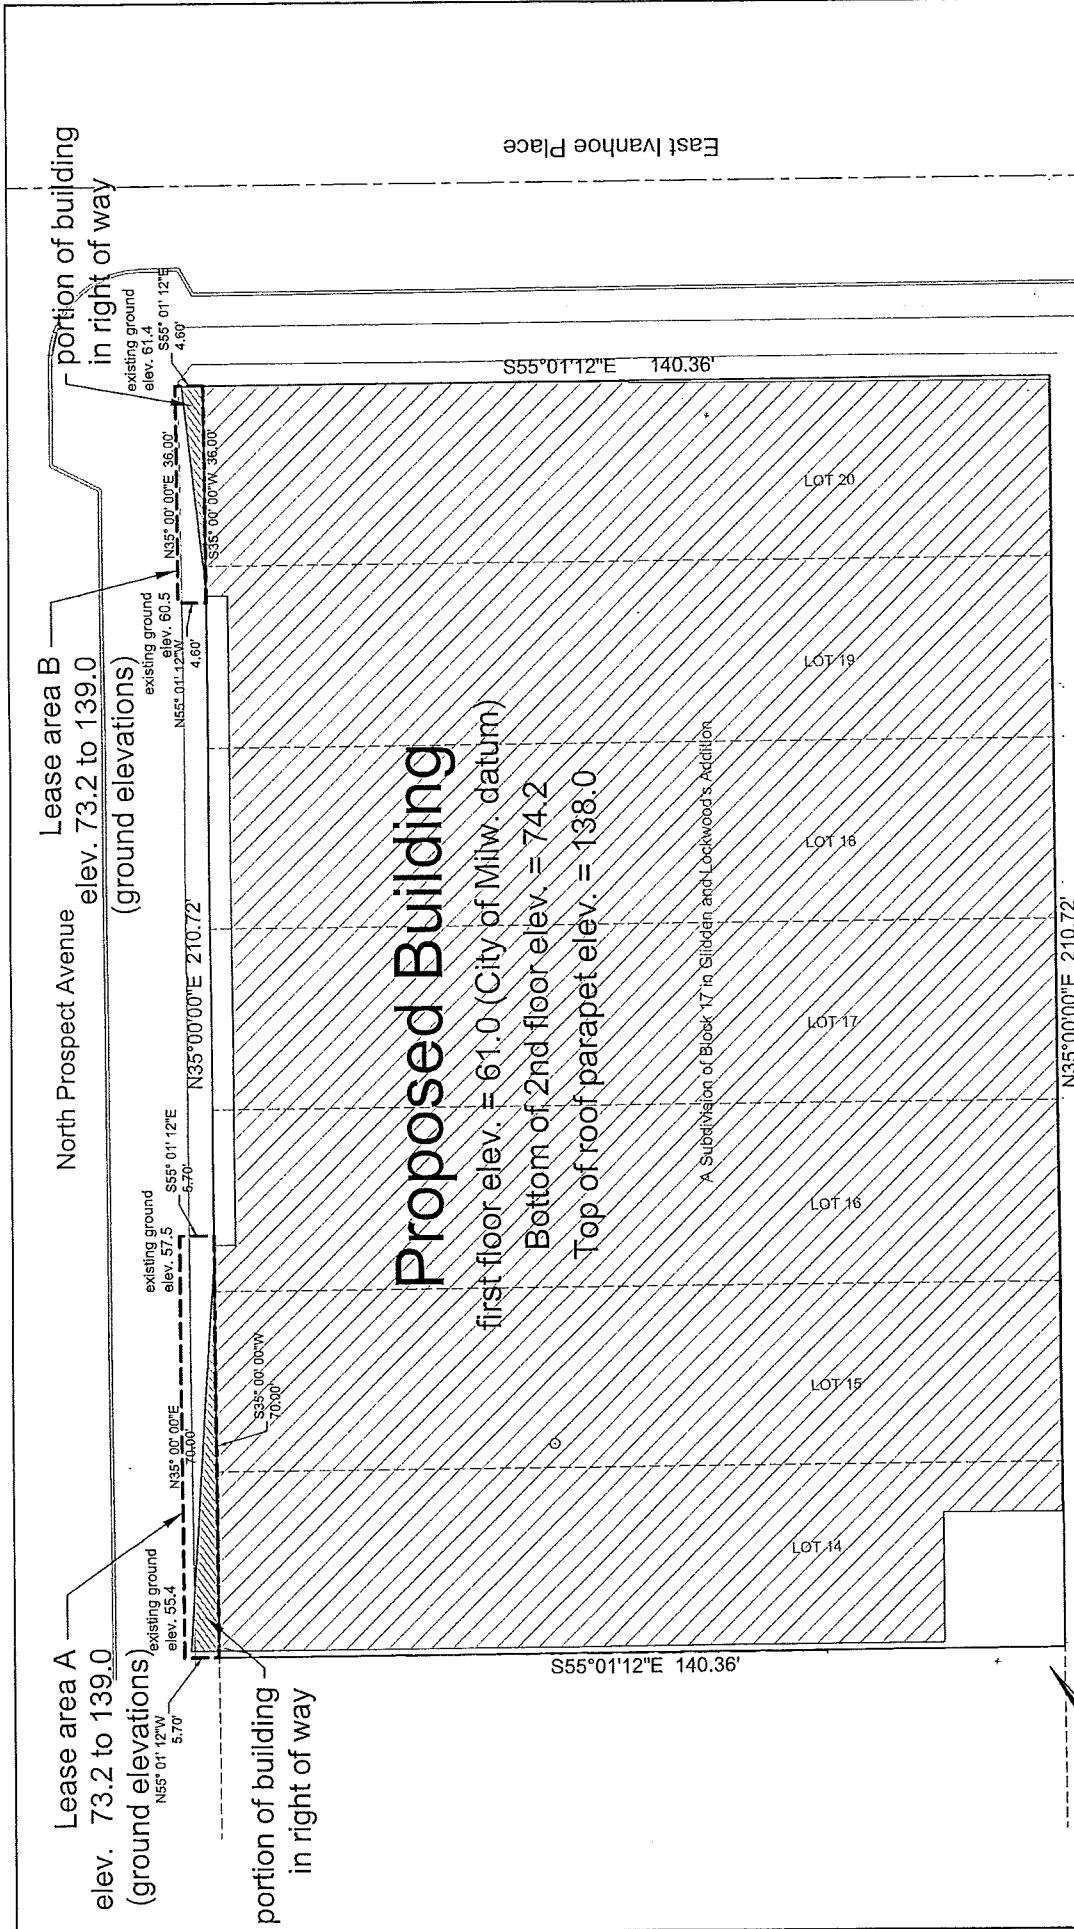 Lease area A
elev. 73.2 to 139.0
(ground elevations)
N55° 01' 12"W
5.70'
existing ground
elev. 55.4
N35° 00' 00"E
70.00'
existing ground
elev. 57.5
S55° 01' 12"E
5.70'
S35° 00' 00"W
70.00'
portion of building
in right of way
North Prospect Avenue
N35°00'00"E 210.72'
Lease area B
elev. 73.2 to 139.0
(ground elevations)
existing ground
elev. 60.5
N55° 01' 12"W
4.60'
N35° 00' 00"E 36.00'
S35° 00' 00"W 36.00'
existing ground
elev. 61.4
S55° 01' 12"E
4.60'
portion of building
in right of way
East Ivanhoe Place
S55°01'12"E 140.36'
Proposed Building
first floor elev. = 61.0 (City of Milw. datum)
Bottom of 2nd floor elev. = 74.2
Top of roof parapet elev. = 138.0
A Subdivision of Block 17 in Glidden and Lockwood's Addition
LOT 14
LOT 15
LOT 16
LOT 17
LOT 18
LOT 19
LOT 20
S55°01'12"E 140.36'
N35°00'00"E 210.72'